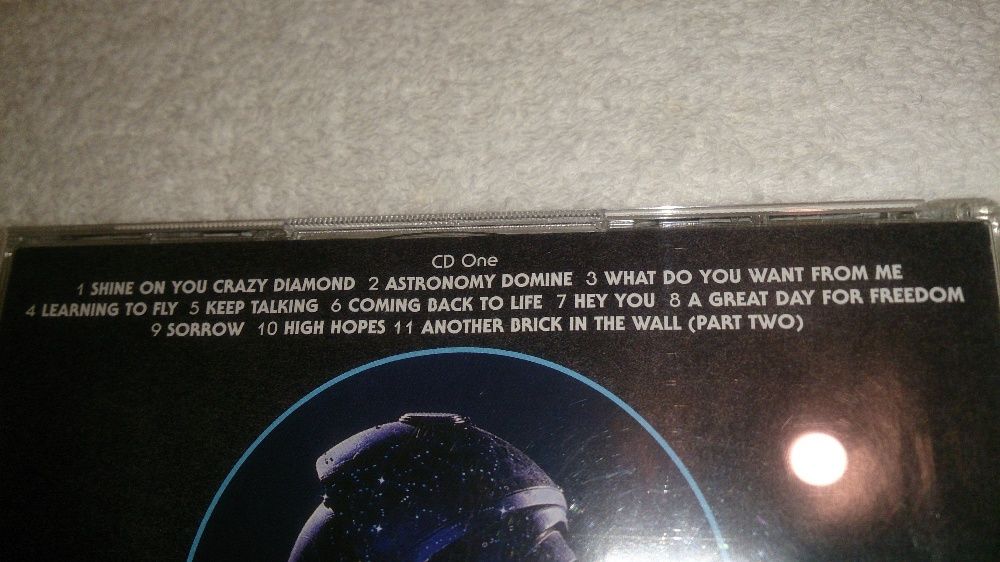 CD One
1 SHINE ON YOU CRAZY DIAMOND 2 ASTRONOMY DOMINE 3 WHAT DO YOU WANT FROM ME
4 LEARNING TO FLY 5 KEEP TALKING 6 COMING BACK TO LIFE 7 HEY YOU 8 A GREAT DAY FOR FREEDOM
9 SORROW 10 HIGH HOPES 11 ANOTHER BRICK IN THE WALL (PART TWO)